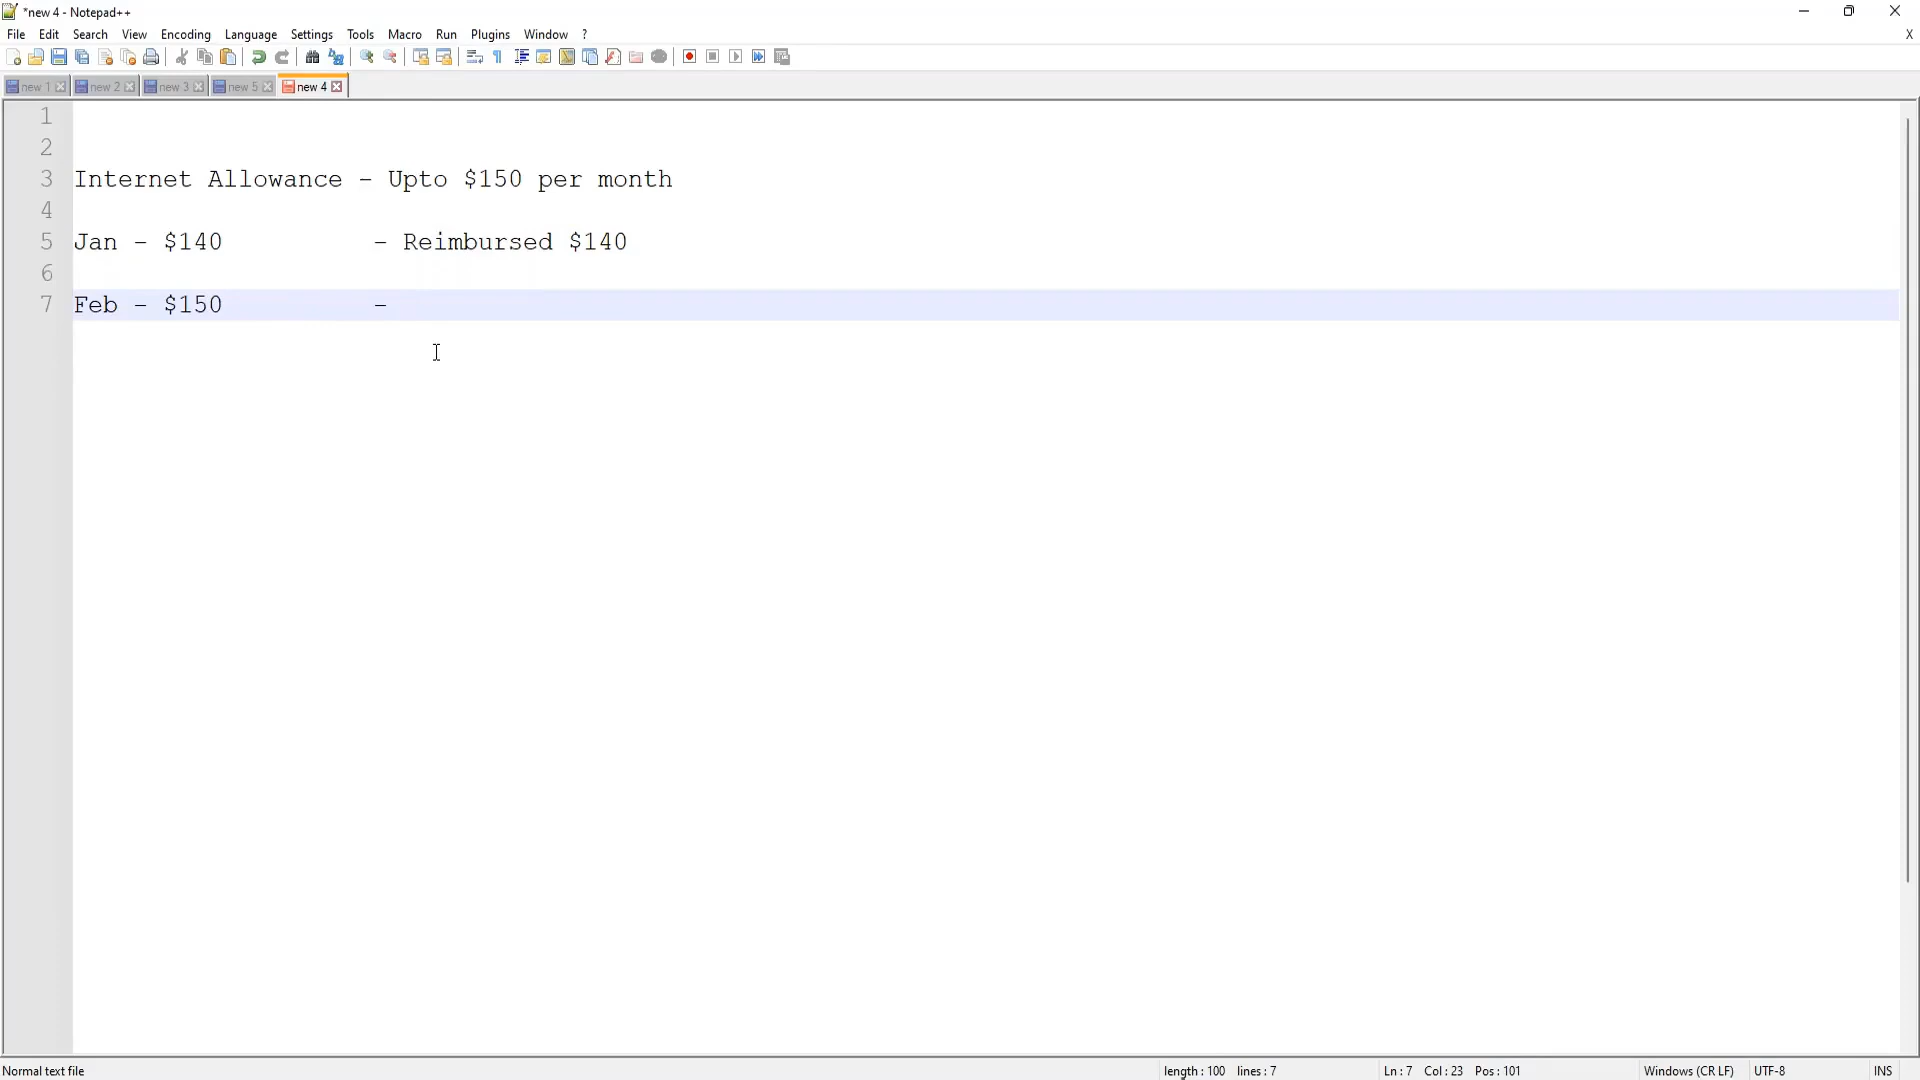 *new 4 - Notepad++
File Edit Search View Encoding Language Settings Tools Macro Run Plugins Window ? X
new 1 new 2 new 3 new 5 new 4
1
2
3 Internet Allowance - Upto $150 per month
4
5 Jan - $140 - Reimbursed $140
6
7 Feb - $150 -
Normal text file length : 100 lines : 7 Ln : 7 Col : 23 Pos : 101 Windows (CR LF) UTF-8 INS